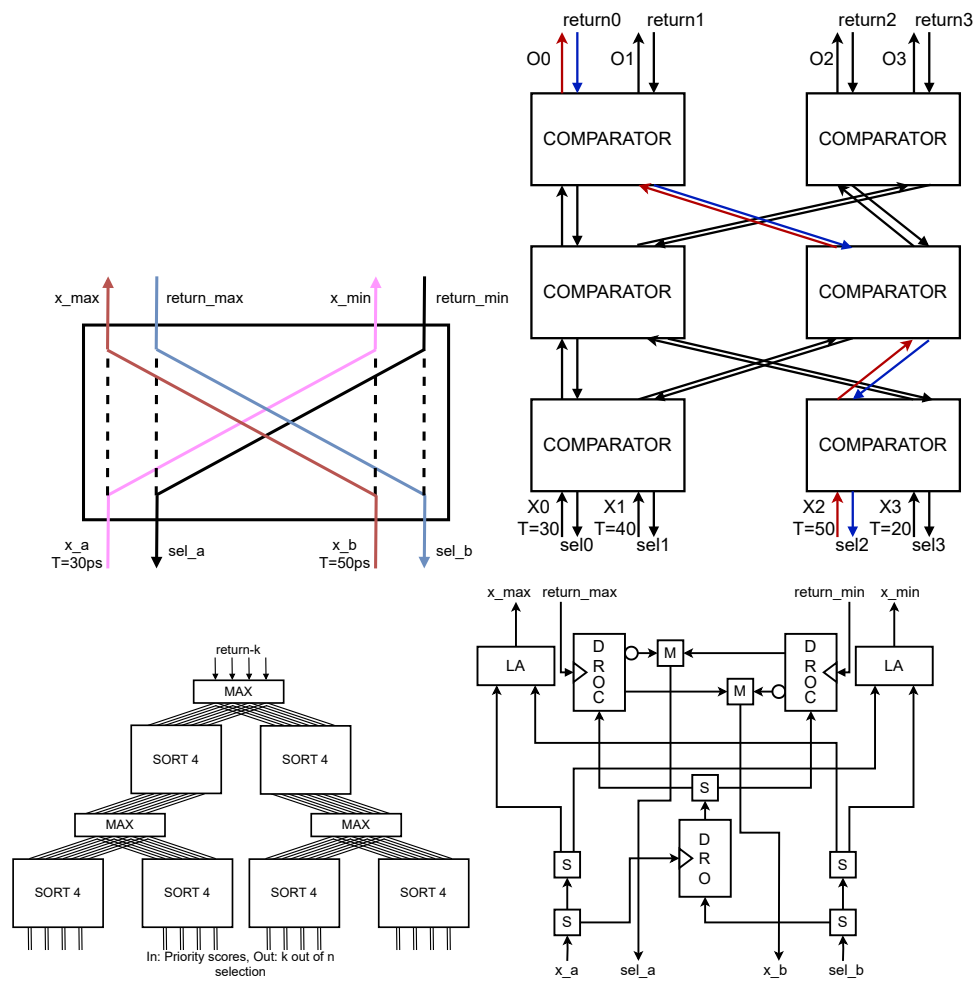 return0
return1
return2
return3
O0
O1
O2
O3
COMPARATOR
COMPARATOR
COMPARATOR
COMPARATOR
COMPARATOR
COMPARATOR
X0
T=30
sel0
X1
T=40
sel1
X2
T=50
sel2
X3
T=20
sel3
x_max
return_max
x_min
return_min
x_a
T=30ps
sel_a
x_b
T=50ps
sel_b
return-k
MAX
SORT 4
SORT 4
MAX
MAX
SORT 4
SORT 4
SORT 4
SORT 4
In: Priority scores, Out: k out of n
selection
x_max
return_max
return_min
x_min
LA
D
R
O
C
M
M
D
R
O
C
LA
S
D
R
O
S
S
S
S
x_a
sel_a
x_b
sel_b